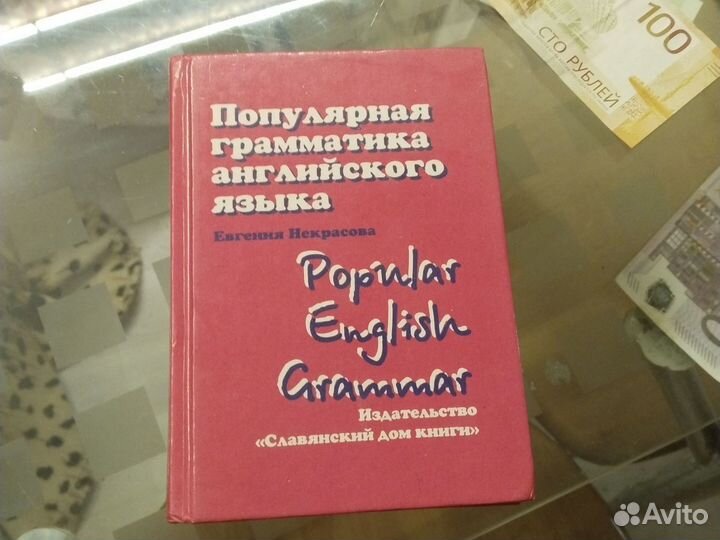 Популярная
грамматика
английского
языка
Евгения Некрасова
Popular
English
Grammar
Издательство
«Славянский дом книги»
100
СТО РУБЛЕЙ
Avito